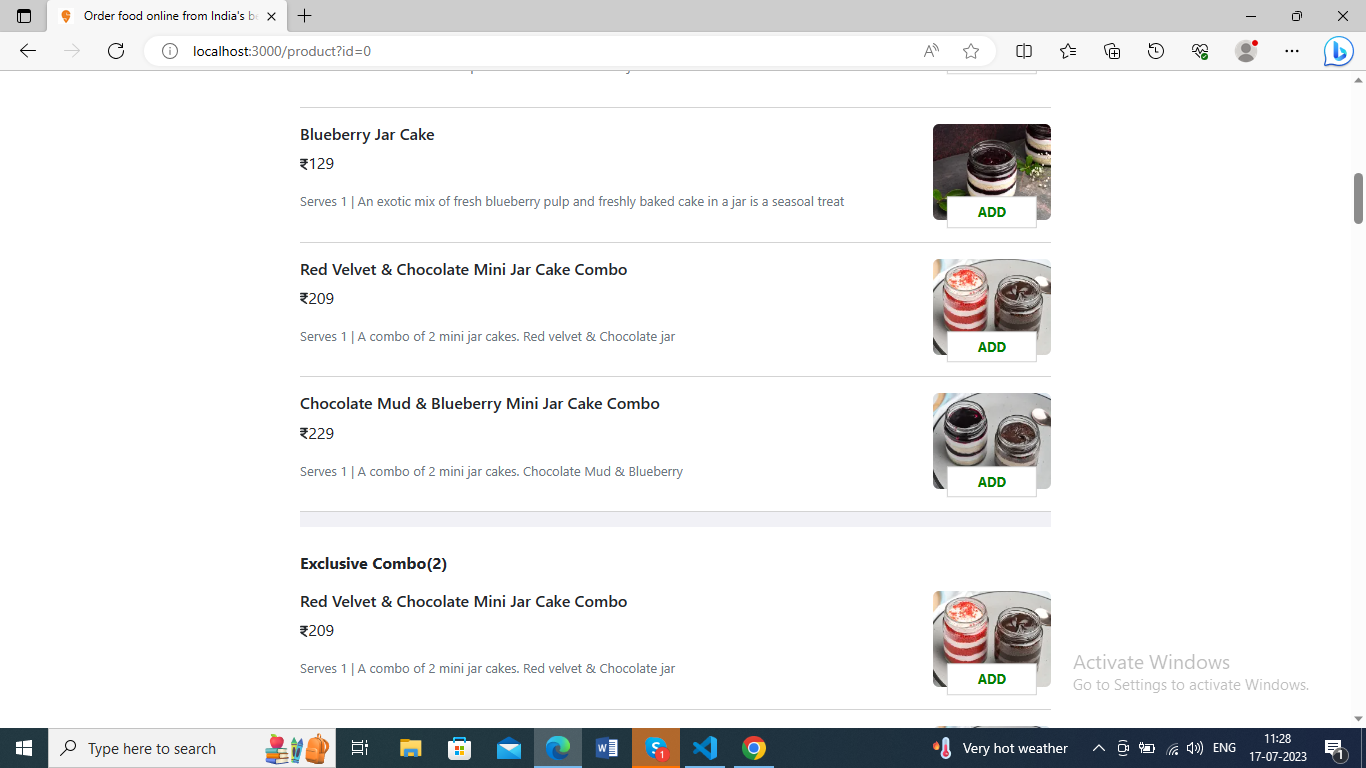 Order food online from India's be
localhost:3000/product?id=0
Blueberry Jar Cake
₹129
Serves 1 | An exotic mix of fresh blueberry pulp and freshly baked cake in a jar is a seasoal treat
ADD
Red Velvet & Chocolate Mini Jar Cake Combo
₹209
Serves 1 | A combo of 2 mini jar cakes. Red velvet & Chocolate jar
ADD
Chocolate Mud & Blueberry Mini Jar Cake Combo
₹229
Serves 1 | A combo of 2 mini jar cakes. Chocolate Mud & Blueberry
ADD
Exclusive Combo(2)
Red Velvet & Chocolate Mini Jar Cake Combo
₹209
Serves 1 | A combo of 2 mini jar cakes. Red velvet & Chocolate jar
ADD
Activate Windows
Go to Settings to activate Windows.
Type here to search
1
Very hot weather
ENG
11:28
17-07-2023
1